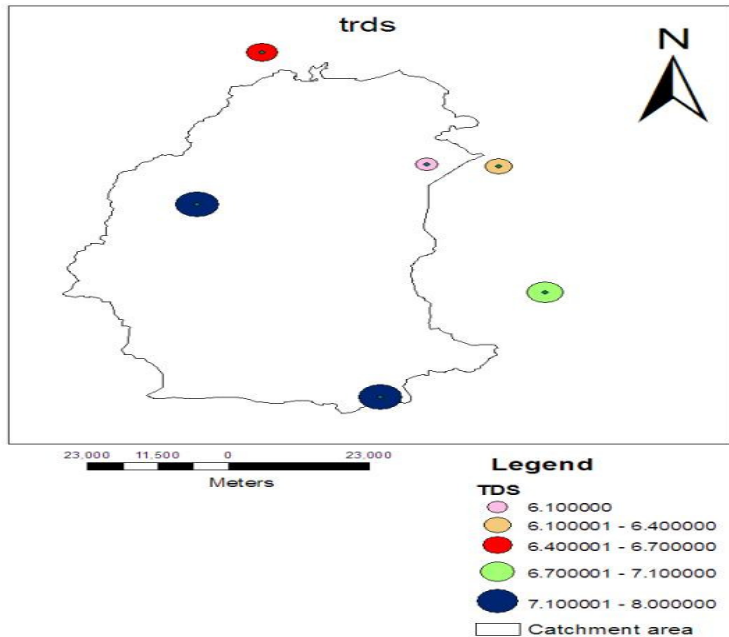 trds
N
23,000 11,500 0 23,000
Meters
Legend
TDS
6.100000
6.100001 - 6.400000
6.400001 - 6.700000
6.700001 - 7.100000
7.100001 - 8.000000
Catchment area